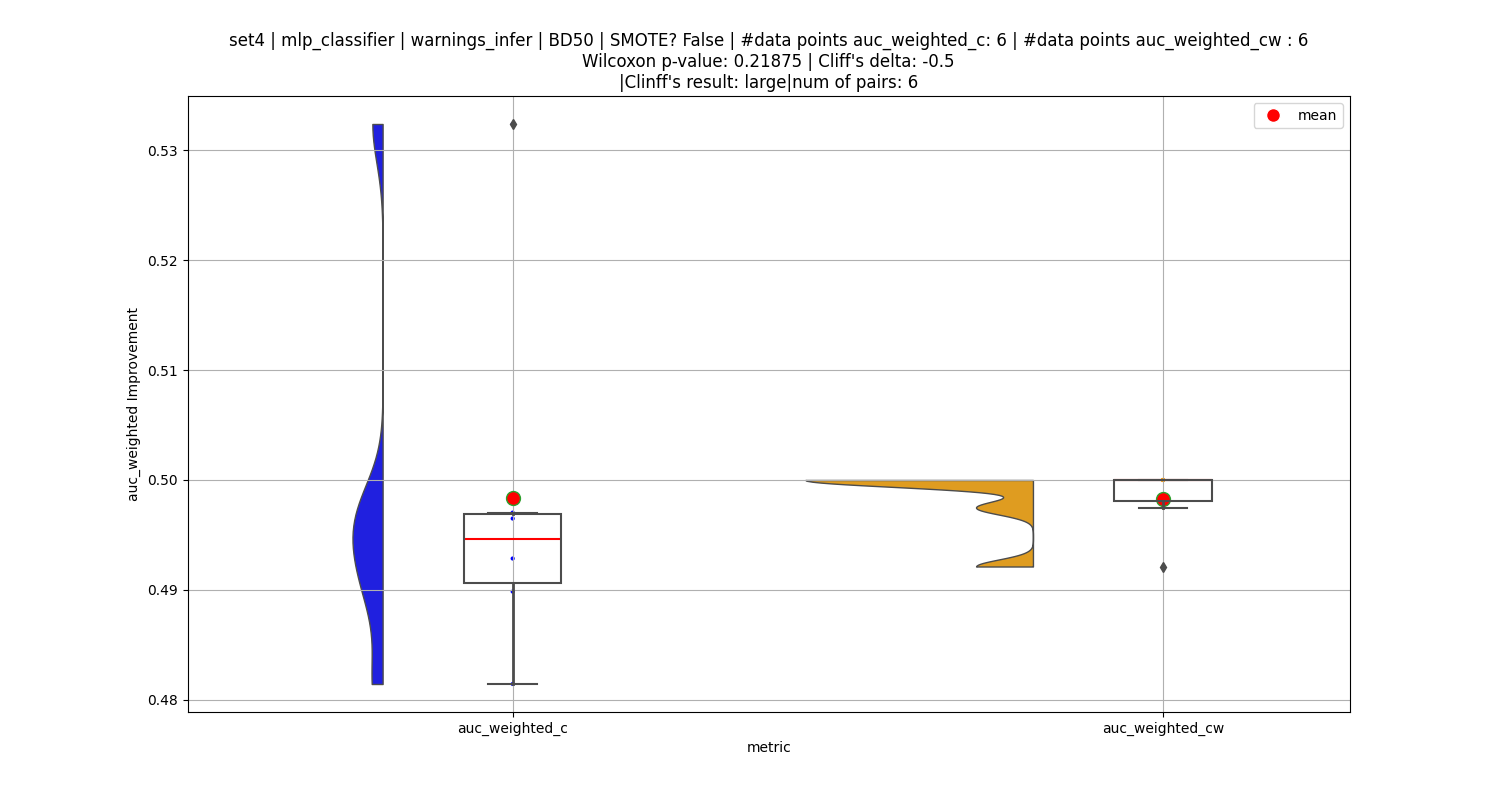 set4 | mlp_classifier | warnings_infer | BD50 | SMOTE? False | #data points auc_weighted_c: 6 | #data points auc_weighted_cw : 6
Wilcoxon p-value: 0.21875 | Cliff's delta: -0.5
|Clinff's result: large|num of pairs: 6
mean
0.53
0.52
0.51
0.50
0.49
0.48
auc_weighted Improvement
auc_weighted_c
auc_weighted_cw
metric